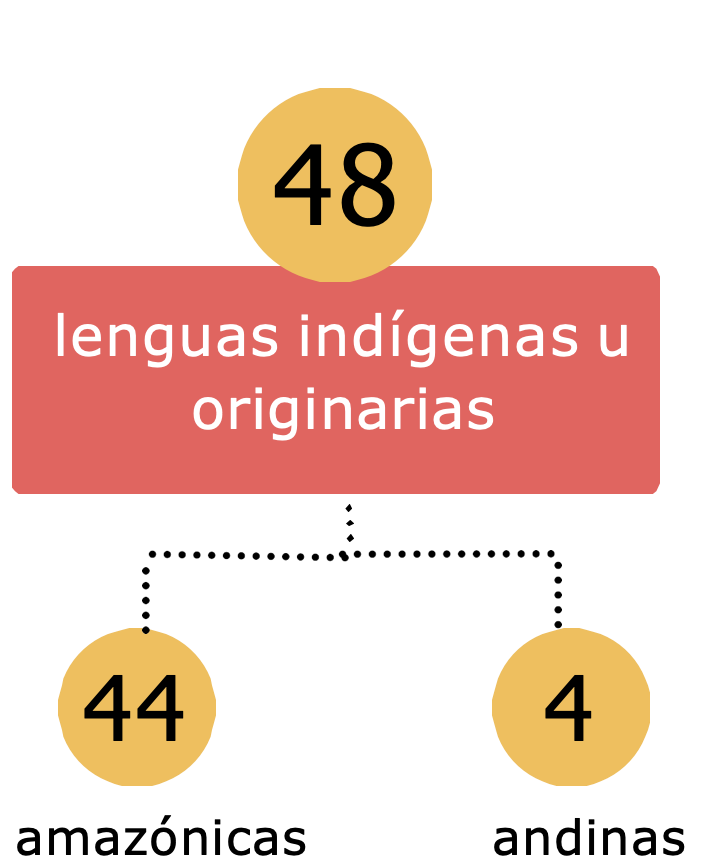 48
lenguas indígenas u
originarias
44
4
amazónicas
andinas